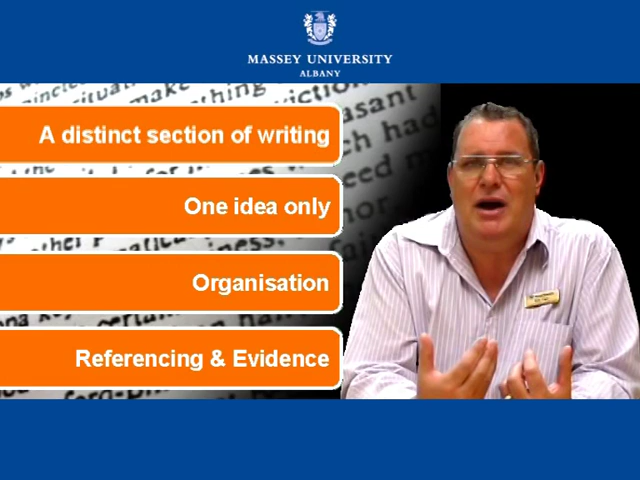 MASSEY UNIVERSITY
ALBANY
A distinct section of writing
One idea only
Organisation
Referencing & Evidence